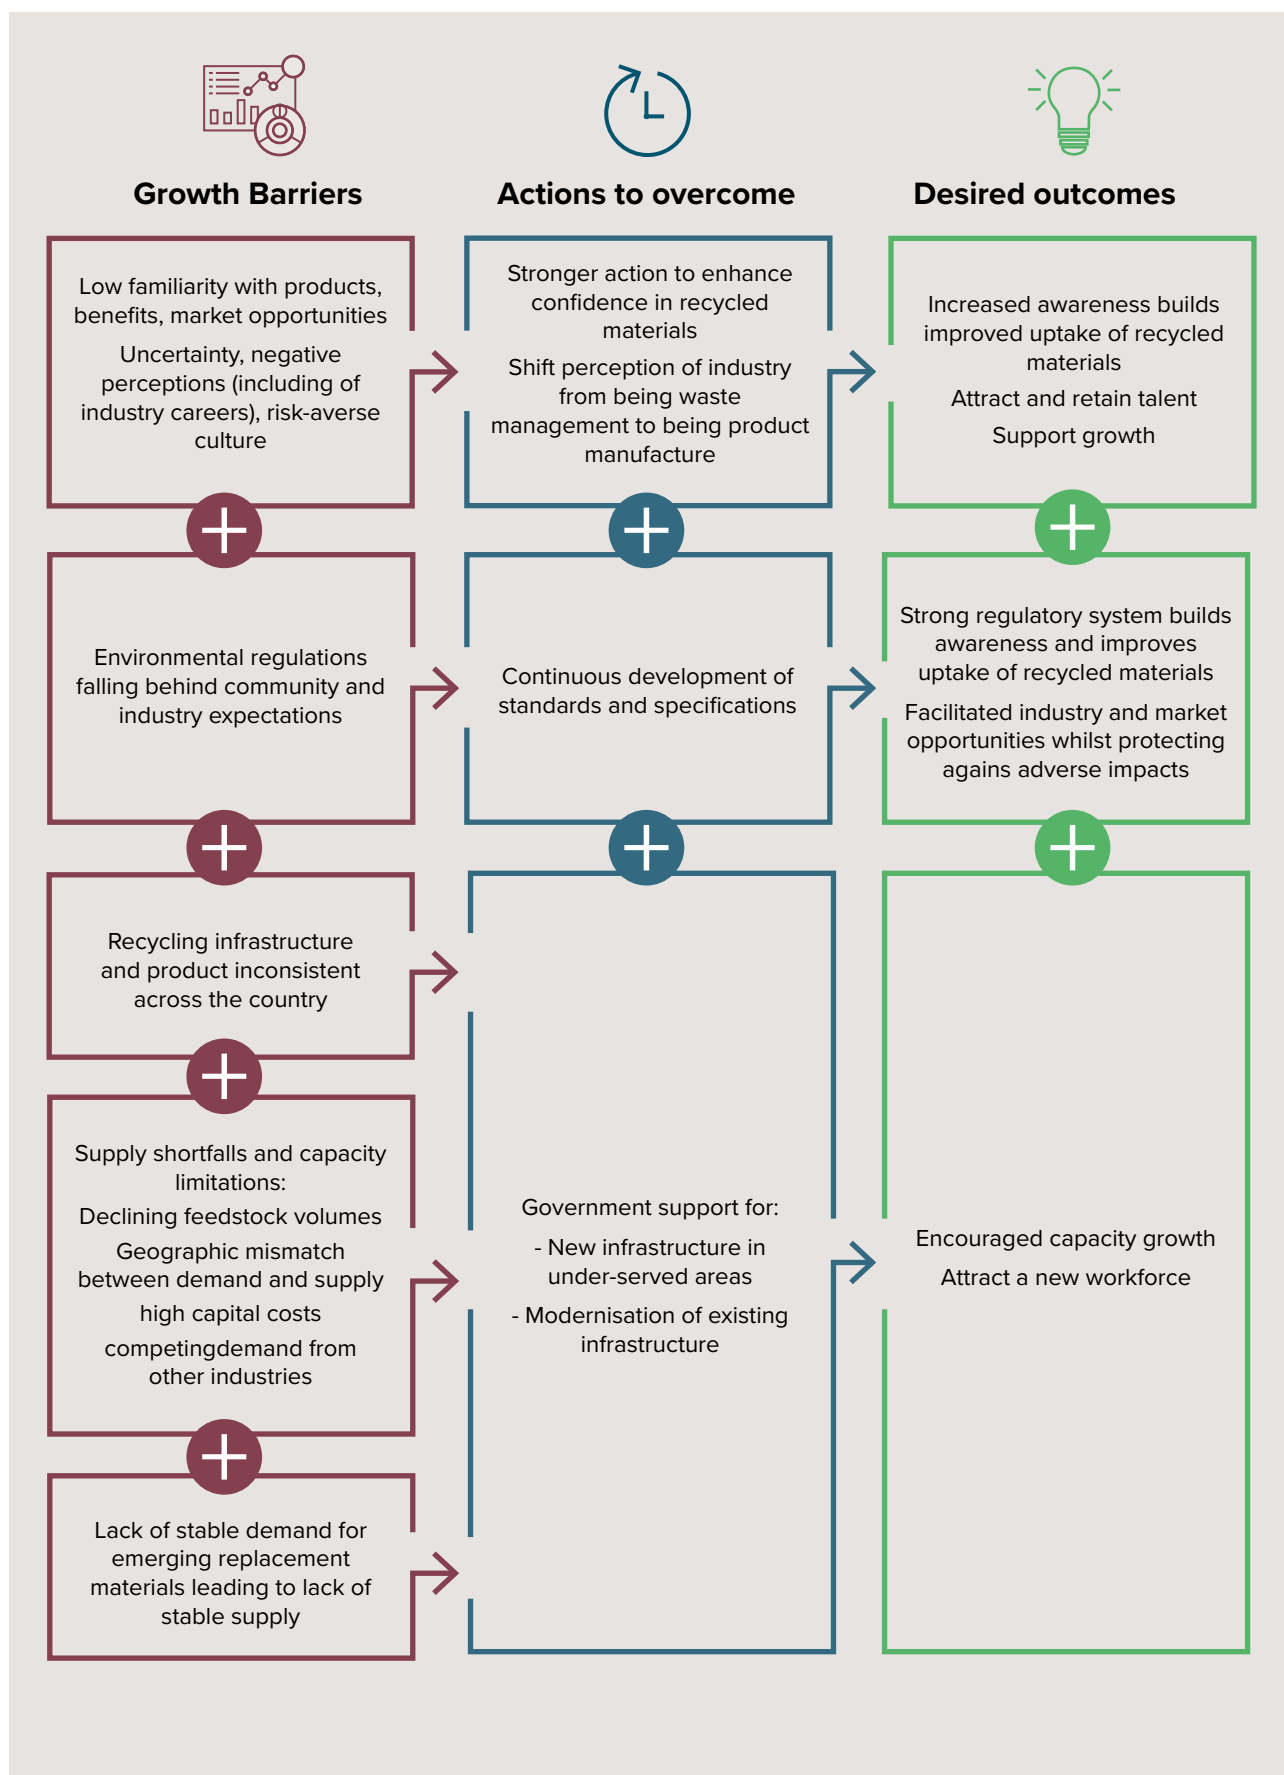 Growth Barriers
Actions to overcome
Desired outcomes
Low familiarity with products,
benefits, market opportunities
Uncertainty, negative
perceptions (including of
industry careers), risk-averse
culture
Stronger action to enhance
confidence in recycled
materials
Shift perception of industry
from being waste
management to being product
manufacture
Increased awareness builds
improved uptake of recycled
materials
Attract and retain talent
Support growth
Environmental regulations
falling behind community and
industry expectations
Continuous development of
standards and specifications
Strong regulatory system builds
awareness and improves
uptake of recycled materials
Facilitated industry and market
opportunities whilst protecting
agains adverse impacts
Recycling infrastructure
and product inconsistent
across the country
Supply shortfalls and capacity
limitations:
Declining feedstock volumes
Geographic mismatch
between demand and supply
high capital costs
competingdemand from
other industries
Lack of stable demand for
emerging replacement
materials leading to lack of
stable supply
Government support for:
- New infrastructure in
under-served areas
- Modernisation of existing
infrastructure
Encouraged capacity growth
Attract a new workforce